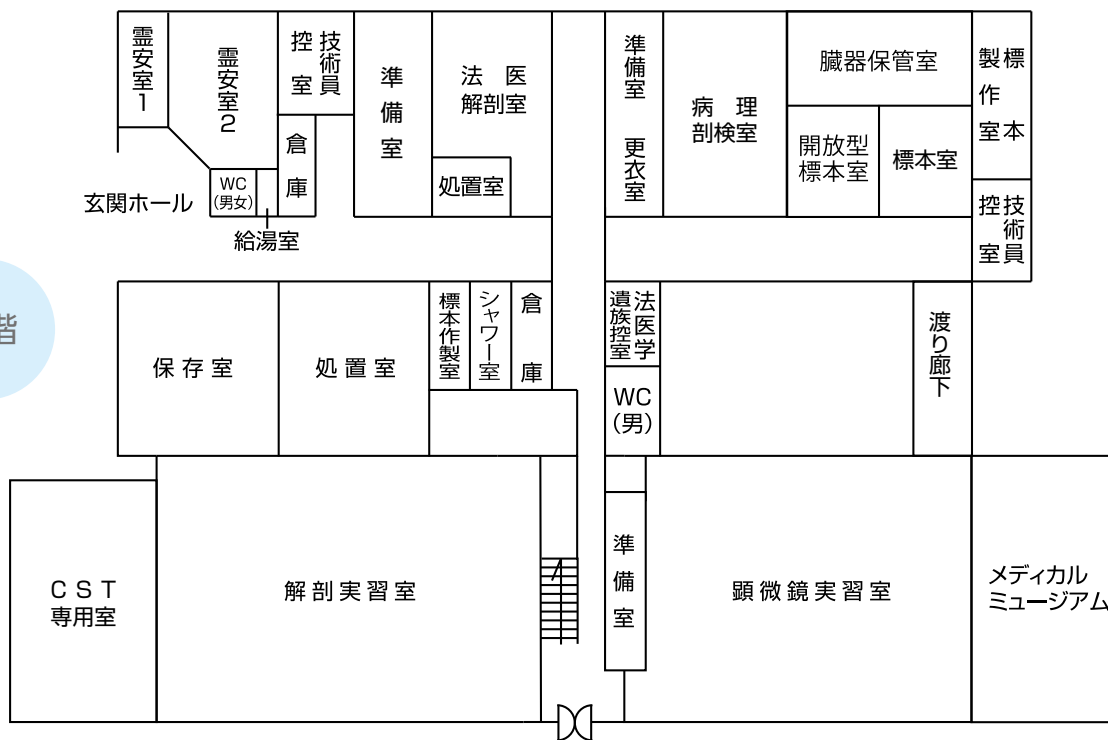 霊安室1
霊安室2
技術員
控室
準備室
法医
解剖室
準備室 更衣室
病理
剖検室
臓器保管室
標本
製作室
倉庫
開放型
標本室
標本室
処置室
WC
(男女)
玄関ホール
給湯室
技術員
控室
階
保存室
処置室
標本作製室
シャワー室
倉庫
法医学
遺族控室
渡り廊下
WC
(男)
CST
専用室
解剖実習室
準備室
顕微鏡実習室
メディカル
ミュージアム